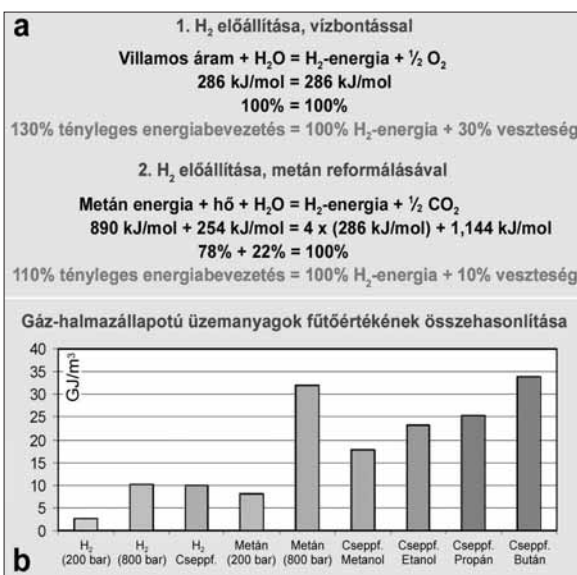 a
1. H₂ előállítása, vízbontással
Villamos áram + H₂O = H₂-energia + ½ O₂
286 kJ/mol = 286 kJ/mol
100% = 100%
130% tényleges energiabevezetés = 100% H₂-energia + 30% veszteség
2. H₂ előállítása, metán reformálásával
Metán energia + hő + H₂O = H₂-energia + ½ CO₂
890 kJ/mol + 254 kJ/mol = 4 x (286 kJ/mol) + 1,144 kJ/mol
78% + 22% = 100%
110% tényleges energiabevezetés = 100% H₂-energia + 10% veszteség
Gáz-halmazállapotú üzemanyagok fűtőértékének összehasonlítása
GJ/m³
40
35
30
25
20
15
10
5
0
H₂ (200 bar)
H₂ (800 bar)
H₂ Cseppf.
Metán (200 bar)
Metán (800 bar)
Cseppf. Metanol
Cseppf. Etanol
Cseppf. Propán
Cseppf. Bután
b